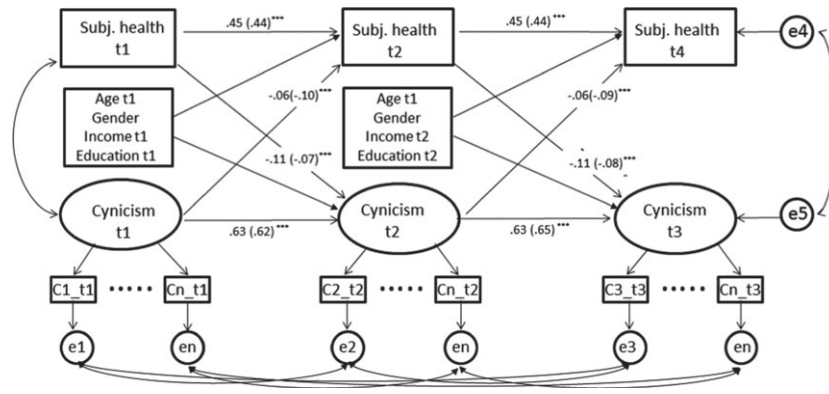 Subj. health
t1
.45 (.44)***
Subj. health
t2
.45 (.44)***
Subj. health
t4
e4
Age t1
Gender
Income t1
Education t1
-.06(-.10)***
-.11 (-.07)***
Age t1
Gender
Income t2
Education t2
-.06(-.09)***
-.11 (-.08)***
Cynicism
t1
.63 (.62)***
Cynicism
t2
.63 (.65)***
Cynicism
t3
e5
C1_t1
Cn_t1
C2_t2
Cn_t2
C3_t3
Cn_t3
e1
en
e2
en
e3
en